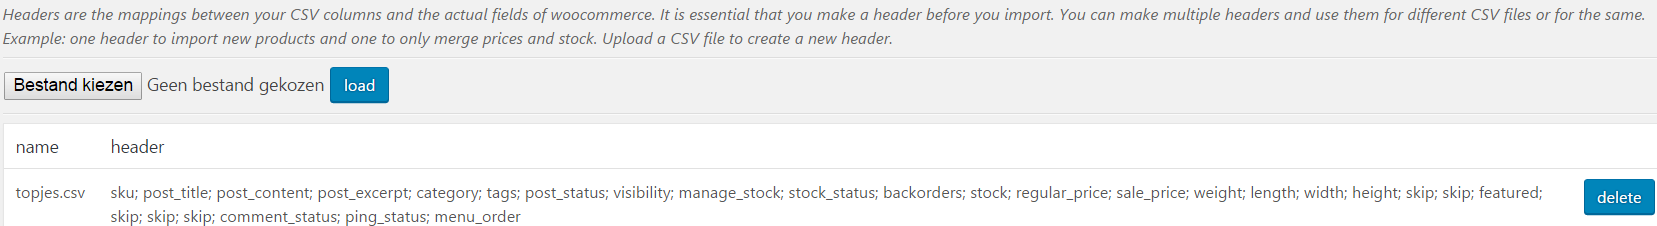 Headers are the mappings between your CSV columns and the actual fields of woocommerce. It is essential that you make a header before you import. You can make multiple headers and use them for different CSV files or for the same.
Example: one header to import new products and one to only merge prices and stock. Upload a CSV file to create a new header.
Bestand kiezen Geen bestand gekozen load
name header
topjes.csv sku; post_title; post_content; post_excerpt; category; tags; post_status; visibility; manage_stock; stock_status; backorders; stock; regular_price; sale_price; weight; length; width; height; skip; skip; featured; delete
skip; skip; skip; comment_status; ping_status; menu_order